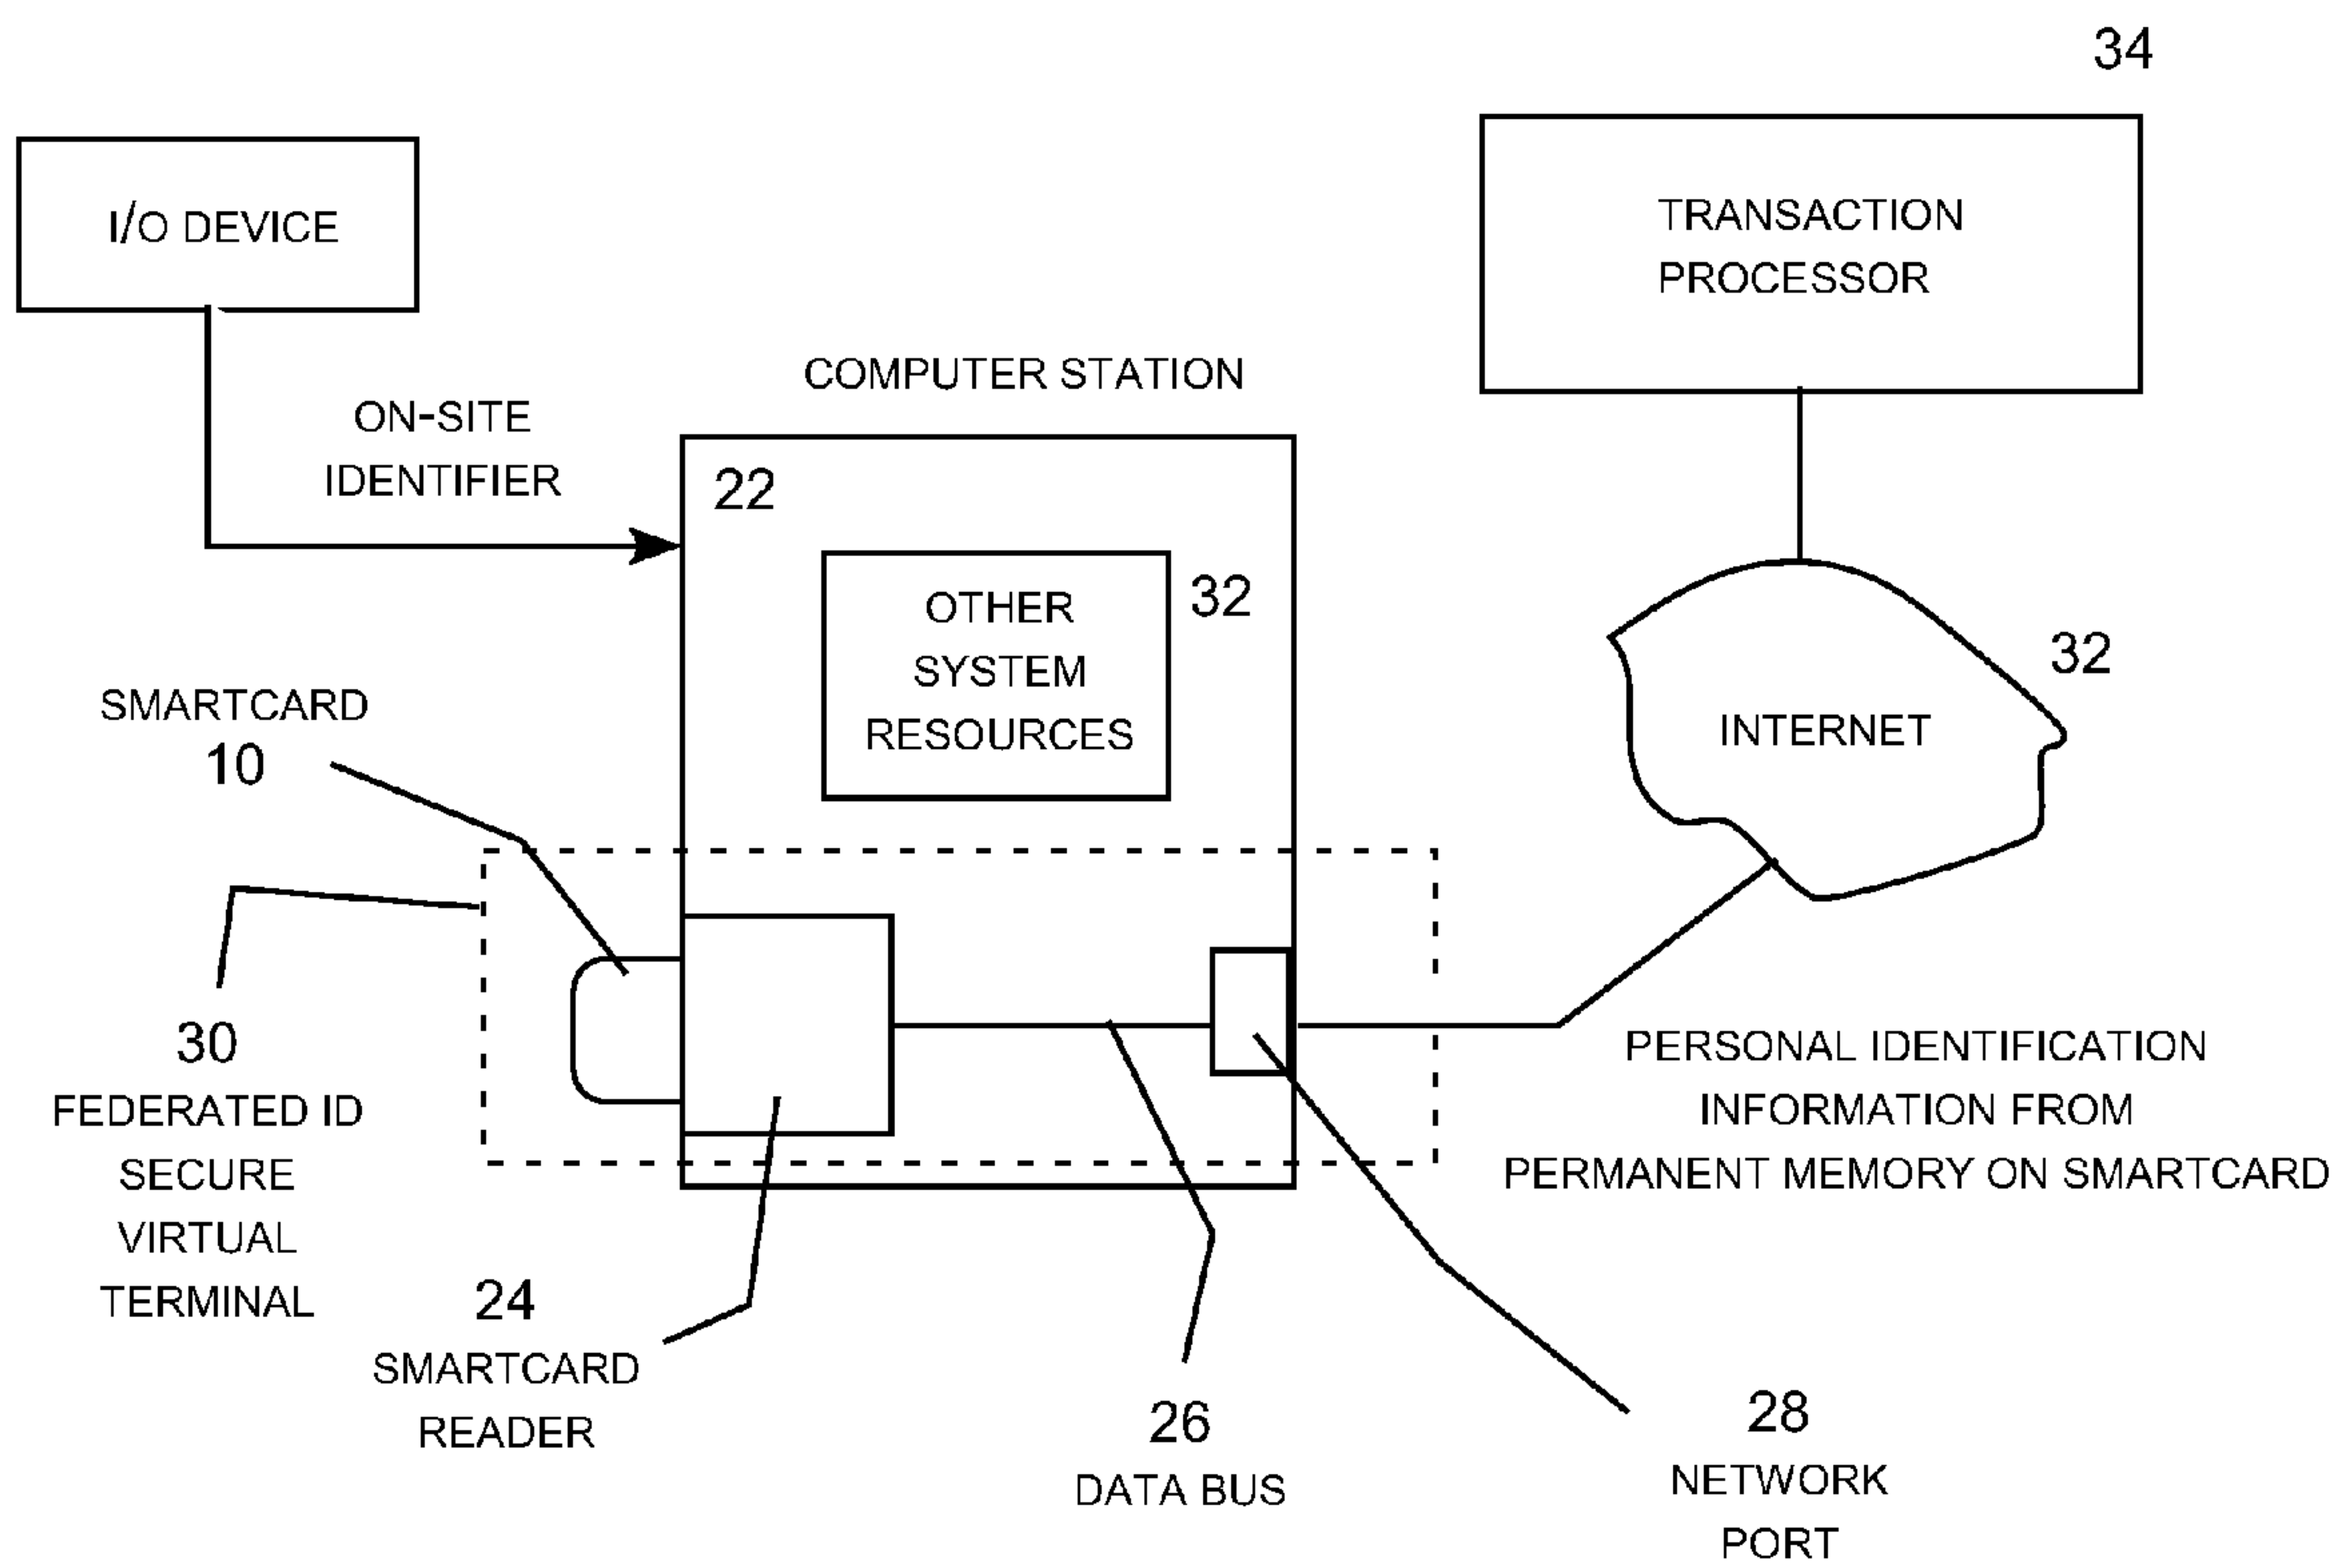 34
I/O DEVICE
TRANSACTION
PROCESSOR
COMPUTER STATION
ON-SITE
IDENTIFIER
22
OTHER
SYSTEM
RESOURCES
32
32
INTERNET
SMARTCARD
10
30
FEDERATED ID
SECURE
VIRTUAL
TERMINAL
PERSONAL IDENTIFICATION
INFORMATION FROM
PERMANENT MEMORY ON SMARTCARD
24
SMARTCARD
READER
26
DATA BUS
28
NETWORK
PORT